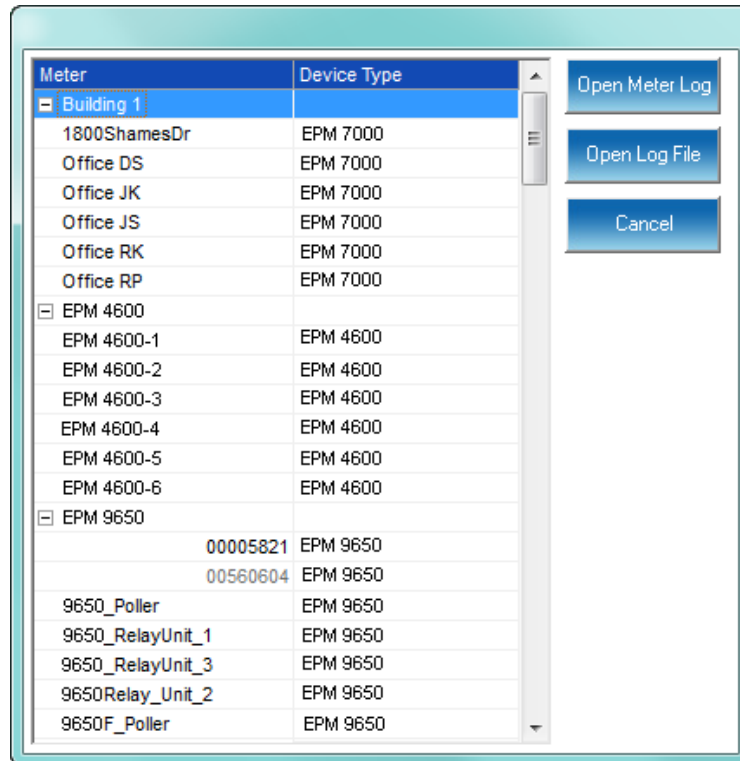 Meter Device Type
Building 1
1800ShamesDr EPM 7000
Office DS EPM 7000
Office JK EPM 7000
Office JS EPM 7000
Office RK EPM 7000
Office RP EPM 7000
EPM 4600
EPM 4600-1 EPM 4600
EPM 4600-2 EPM 4600
EPM 4600-3 EPM 4600
EPM 4600-4 EPM 4600
EPM 4600-5 EPM 4600
EPM 4600-6 EPM 4600
EPM 9650
00005821 EPM 9650
00560604 EPM 9650
9650_Poller EPM 9650
9650_RelayUnit_1 EPM 9650
9650_RelayUnit_3 EPM 9650
9650Relay_Unit_2 EPM 9650
9650F_Poller EPM 9650
Open Meter Log
Open Log File
Cancel